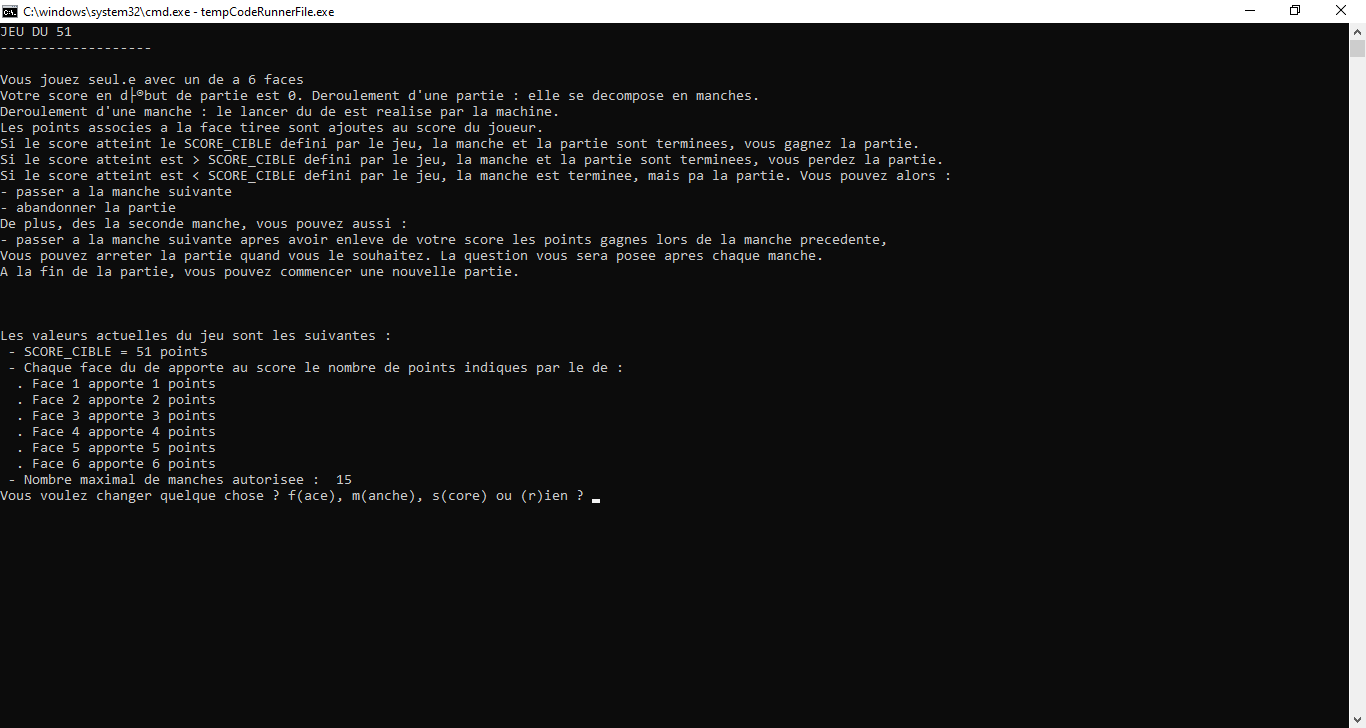 C:\windows\system32\cmd.exe - tempCodeRunnerFile.exe
JEU DU 51
-------------------
Vous jouez seul.e avec un de a 6 faces
Votre score en d├®but de partie est 0. Deroulement d'une partie : elle se decompose en manches.
Deroulement d'une manche : le lancer du de est realise par la machine.
Les points associes a la face tiree sont ajoutes au score du joueur.
Si le score atteint le SCORE_CIBLE defini par le jeu, la manche et la partie sont terminees, vous gagnez la partie.
Si le score atteint est > SCORE_CIBLE defini par le jeu, la manche et la partie sont terminees, vous perdez la partie.
Si le score atteint est < SCORE_CIBLE defini par le jeu, la manche est terminee, mais pa la partie. Vous pouvez alors :
- passer a la manche suivante
- abandonner la partie
De plus, des la seconde manche, vous pouvez aussi :
- passer a la manche suivante apres avoir enleve de votre score les points gagnes lors de la manche precedente,
Vous pouvez arreter la partie quand vous le souhaitez. La question vous sera posee apres chaque manche.
A la fin de la partie, vous pouvez commencer une nouvelle partie.
Les valeurs actuelles du jeu sont les suivantes :
- SCORE_CIBLE = 51 points
- Chaque face du de apporte au score le nombre de points indiques par le de :
. Face 1 apporte 1 points
. Face 2 apporte 2 points
. Face 3 apporte 3 points
. Face 4 apporte 4 points
. Face 5 apporte 5 points
. Face 6 apporte 6 points
- Nombre maximal de manches autorisee :  15
Vous voulez changer quelque chose ? f(ace), m(anche), s(core) ou (r)ien ?